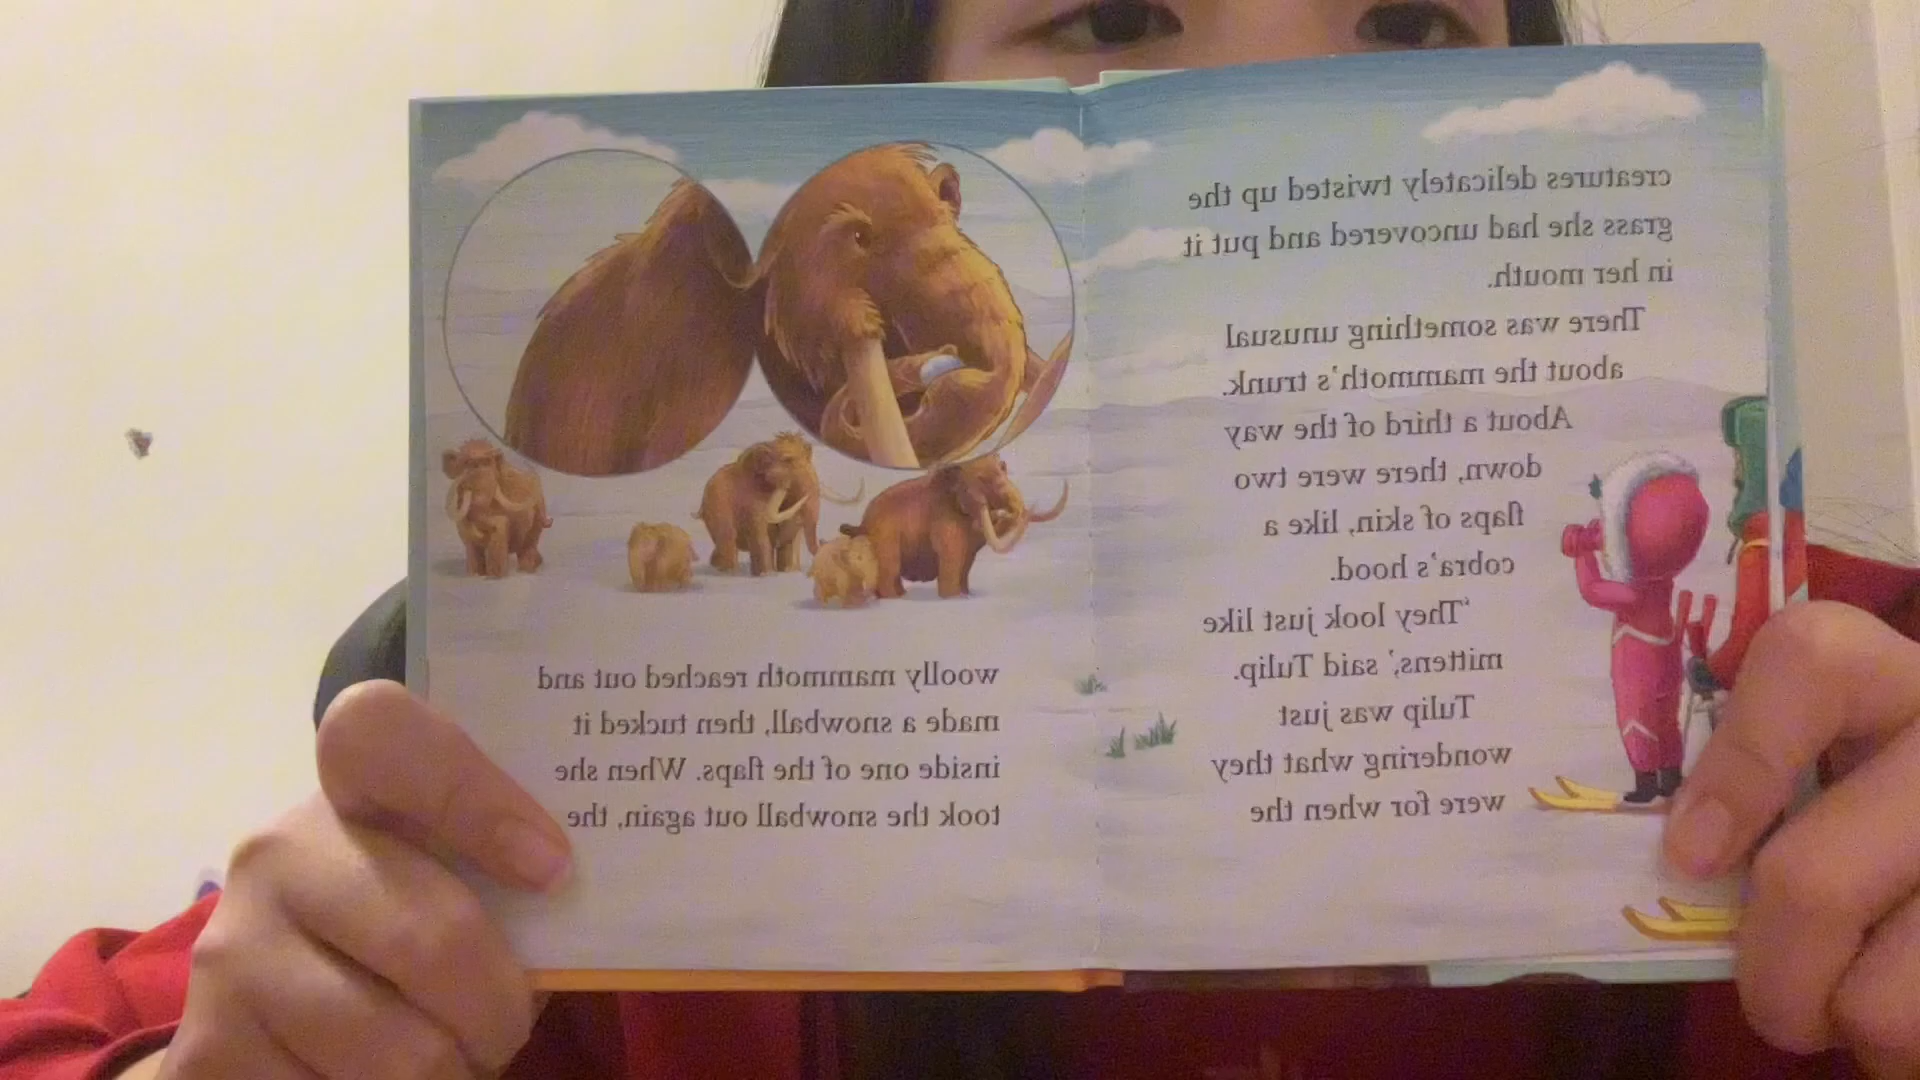 creatures delicately twisted up the
grass she had uncovered and put it
in her mouth.
There was something unusual
about the mammoth's trunk.
About a third of the way
down, there were two
flaps of skin, like a
cobra's hood.
‘They look just like
mittens,’ said Tulip.
Tulip was just
wondering what they
were for when the
woolly mammoth reached out and
made a snowball, then tucked it
inside one of the flaps. When she
took the snowball out again, the